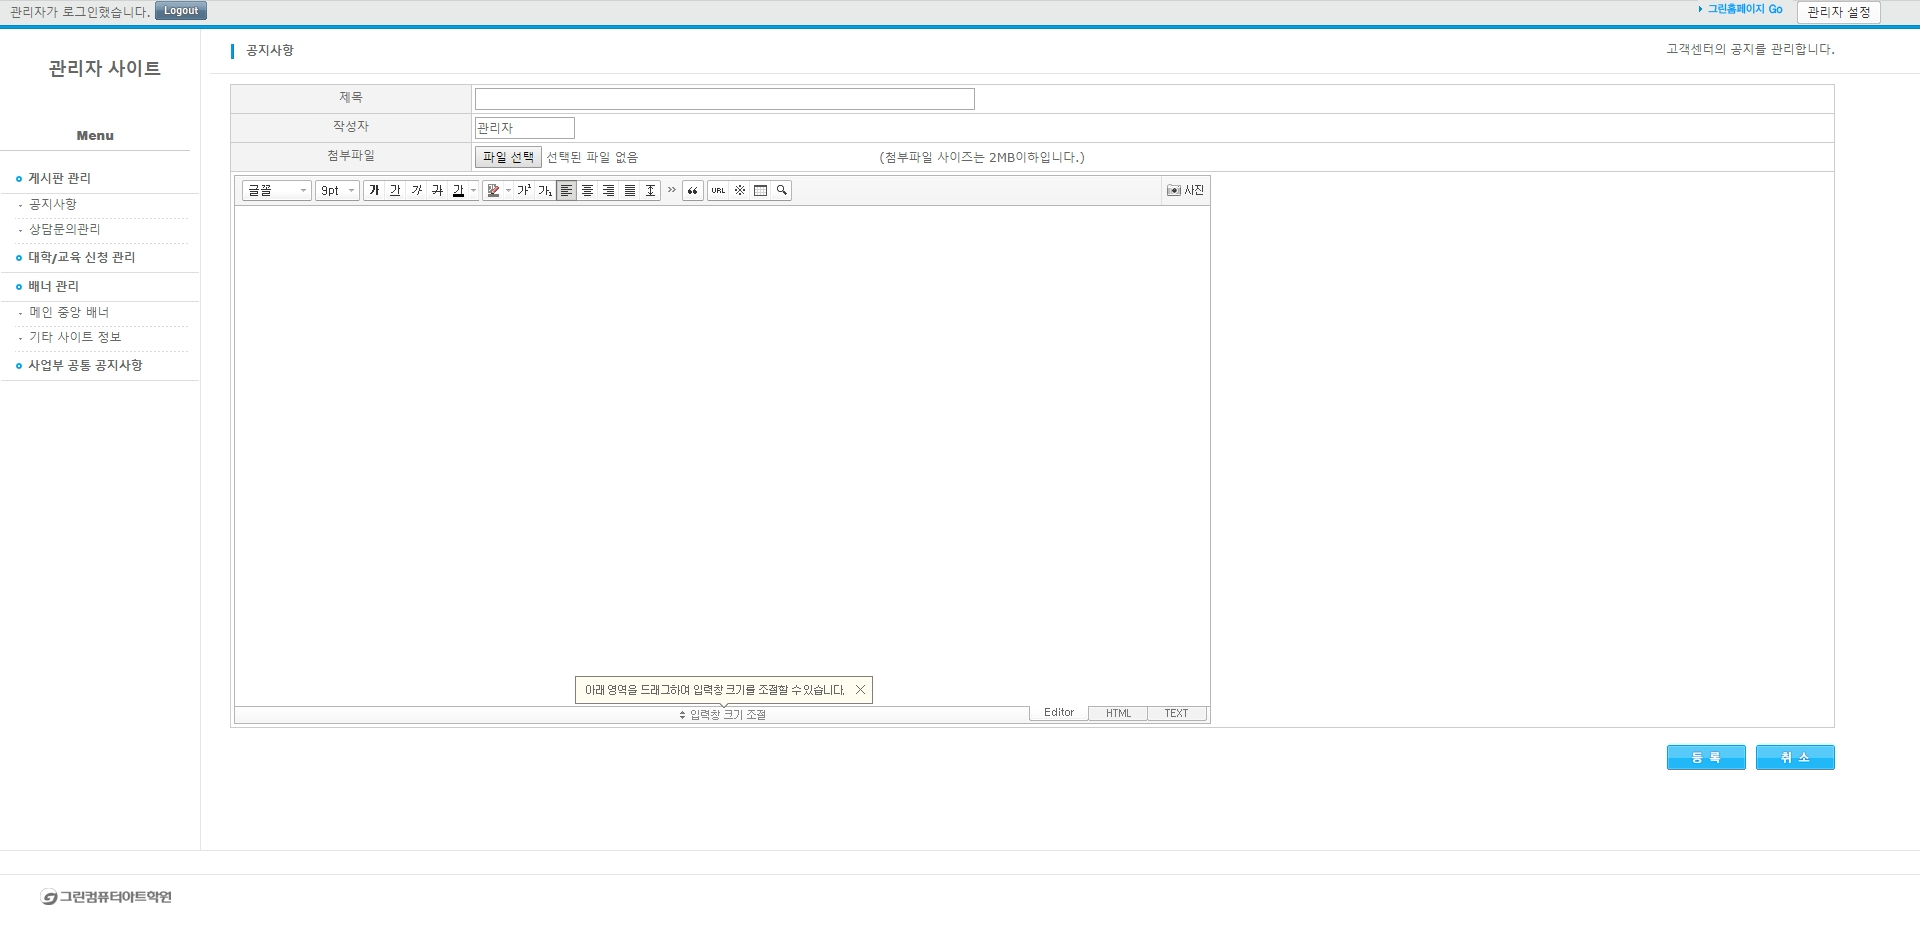 관리자가 로그인했습니다. Logout
그린홈페이지 Go 관리자 설정
관리자 사이트
Menu
게시판 관리
- 공지사항
- 상담문의관리
대학/교육 신청 관리
배너 관리
- 메인 중앙 배너
- 기타 사이트 정보
사업부 공통 공지사항
공지사항
고객센터의 공지를 관리합니다.
제목
작성자 관리자
첨부파일 파일 선택 선택된 파일 없음 (첨부파일 사이즈는 2MB이하입니다.)
글꼴 9pt 가 가 가 가 가 가¹ 가₁ » “ URL ※ 사진
아래 영역을 드래그하여 입력창 크기를 조절할 수 있습니다.
입력창 크기 조절 Editor HTML TEXT
등 록 취 소
그린컴퓨터아트학원